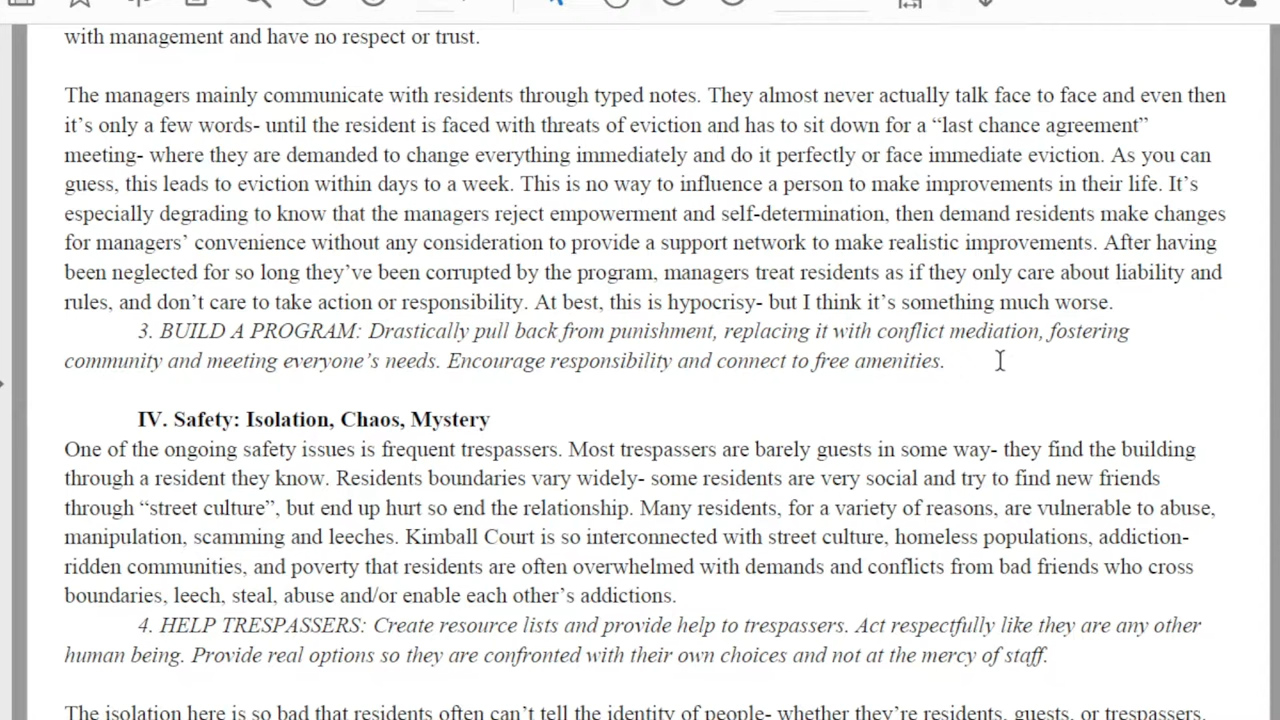 with management and have no respect or trust.
The managers mainly communicate with residents through typed notes. They almost never actually talk face to face and even then
it's only a few words- until the resident is faced with threats of eviction and has to sit down for a “last chance agreement”
meeting- where they are demanded to change everything immediately and do it perfectly or face immediate eviction. As you can
guess, this leads to eviction within days to a week. This is no way to influence a person to make improvements in their life. It’s
especially degrading to know that the managers reject empowerment and self-determination, then demand residents make changes
for managers’ convenience without any consideration to provide a support network to make realistic improvements. After having
been neglected for so long they’ve been corrupted by the program, managers treat residents as if they only care about liability and
rules, and don’t care to take action or responsibility. At best, this is hypocrisy- but I think it’s something much worse.
3. BUILD A PROGRAM: Drastically pull back from punishment, replacing it with conflict mediation, fostering
community and meeting everyone’s needs. Encourage responsibility and connect to free amenities.
IV. Safety: Isolation, Chaos, Mystery
One of the ongoing safety issues is frequent trespassers. Most trespassers are barely guests in some way- they find the building
through a resident they know. Residents boundaries vary widely- some residents are very social and try to find new friends
through “street culture”, but end up hurt so end the relationship. Many residents, for a variety of reasons, are vulnerable to abuse,
manipulation, scamming and leeches. Kimball Court is so interconnected with street culture, homeless populations, addiction-
ridden communities, and poverty that residents are often overwhelmed with demands and conflicts from bad friends who cross
boundaries, leech, steal, abuse and/or enable each other’s addictions.
4. HELP TRESPASSERS: Create resource lists and provide help to trespassers. Act respectfully like they are any other
human being. Provide real options so they are confronted with their own choices and not at the mercy of staff.
The isolation here is so bad that residents often can’t tell the identity of people- whether they’re residents, guests, or trespassers.